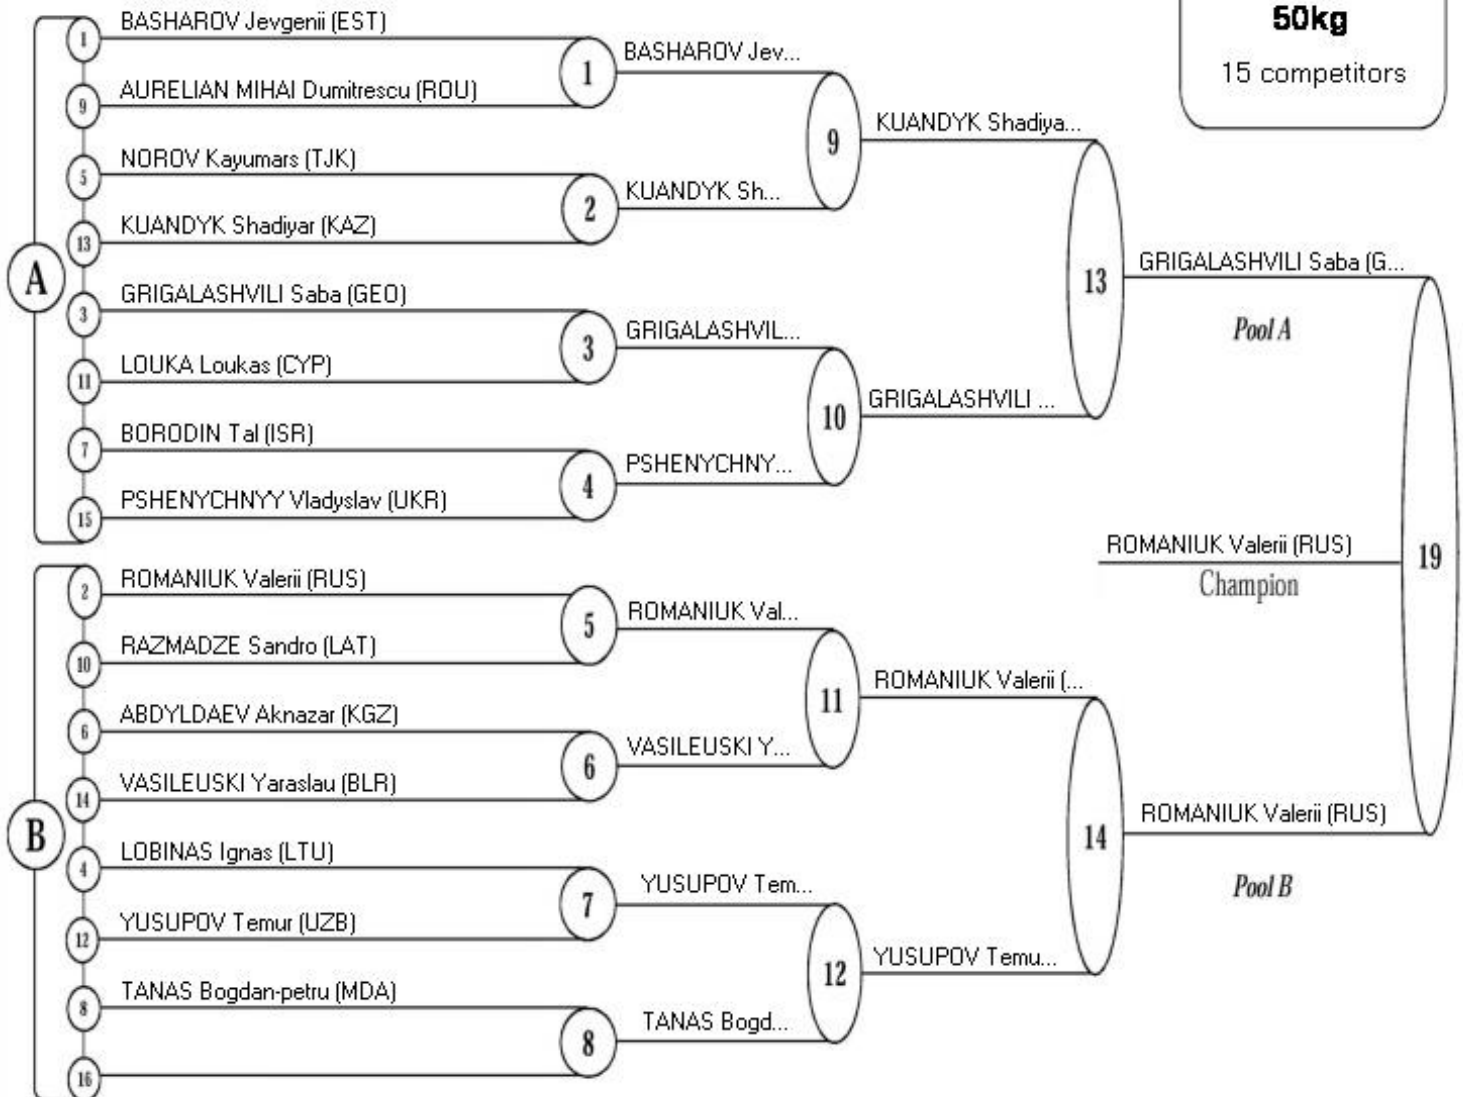 50kg
15 competitors
A
1 BASHAROV Jevgenii (EST)
9 AURELIAN MIHAI Dumitrescu (ROU)
5 NOROV Kayumars (TJK)
13 KUANDYK Shadiyar (KAZ)
3 GRIGALASHVILI Saba (GEO)
11 LOUKA Loukas (CYP)
7 BORODIN Tal (ISR)
15 PSHENYCHNYY Vladyslav (UKR)
B
2 ROMANIUK Valerii (RUS)
10 RAZMADZE Sandro (LAT)
6 ABDYLDAEV Aknazar (KGZ)
14 VASILEUSKI Yaraslau (BLR)
4 LOBINAS Ignas (LTU)
12 YUSUPOV Temur (UZB)
8 TANAS Bogdan-petru (MDA)
16
1 BASHAROV Jev...
2 KUANDYK Sh...
3 GRIGALASHVIL...
4 PSHENYCHNY...
5 ROMANIUK Val...
6 VASILEUSKI Y...
7 YUSUPOV Tem...
8 TANAS Bogd...
9 KUANDYK Shadiya...
10 GRIGALASHVILI ...
11 ROMANIUK Valerii (...
12 YUSUPOV Temu...
13 GRIGALASHVILI Saba (G...
Pool A
14 ROMANIUK Valerii (RUS)
Pool B
19 ROMANIUK Valerii (RUS)
Champion